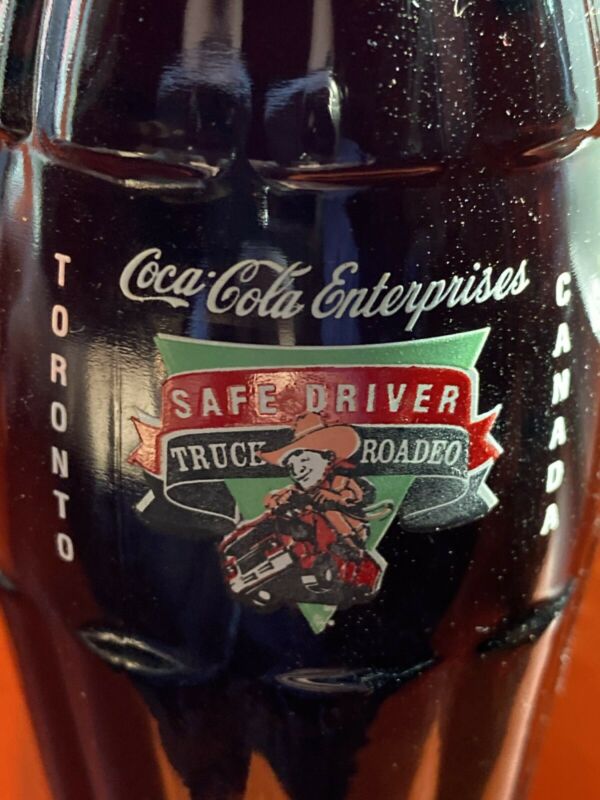 TORONTO
Coca-Cola Enterprises
SAFE DRIVER
TRUCK ROADEO
CANADA